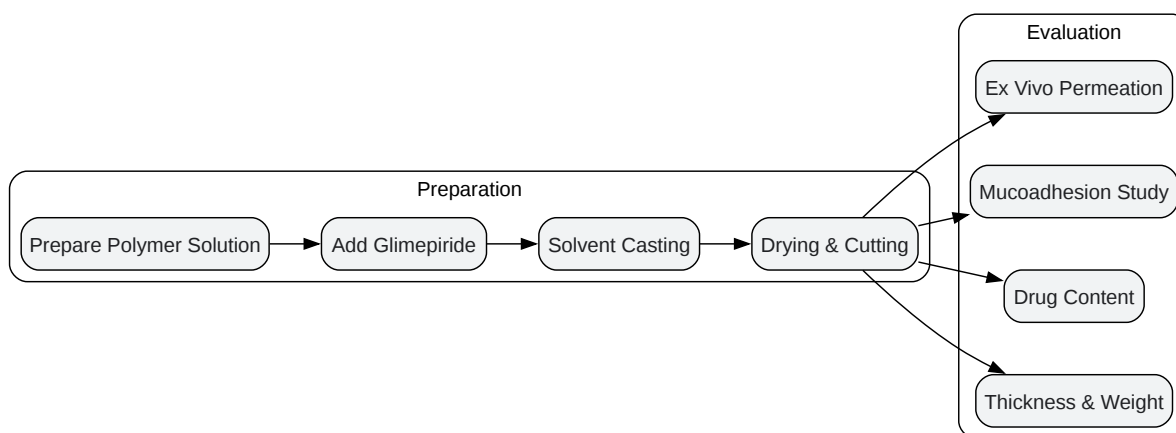 Evaluation
Ex Vivo Permeation
Preparation
Mucoadhesion Study
Prepare Polymer Solution
Add Glimepiride
Solvent Casting
Drying & Cutting
Drug Content
Thickness & Weight